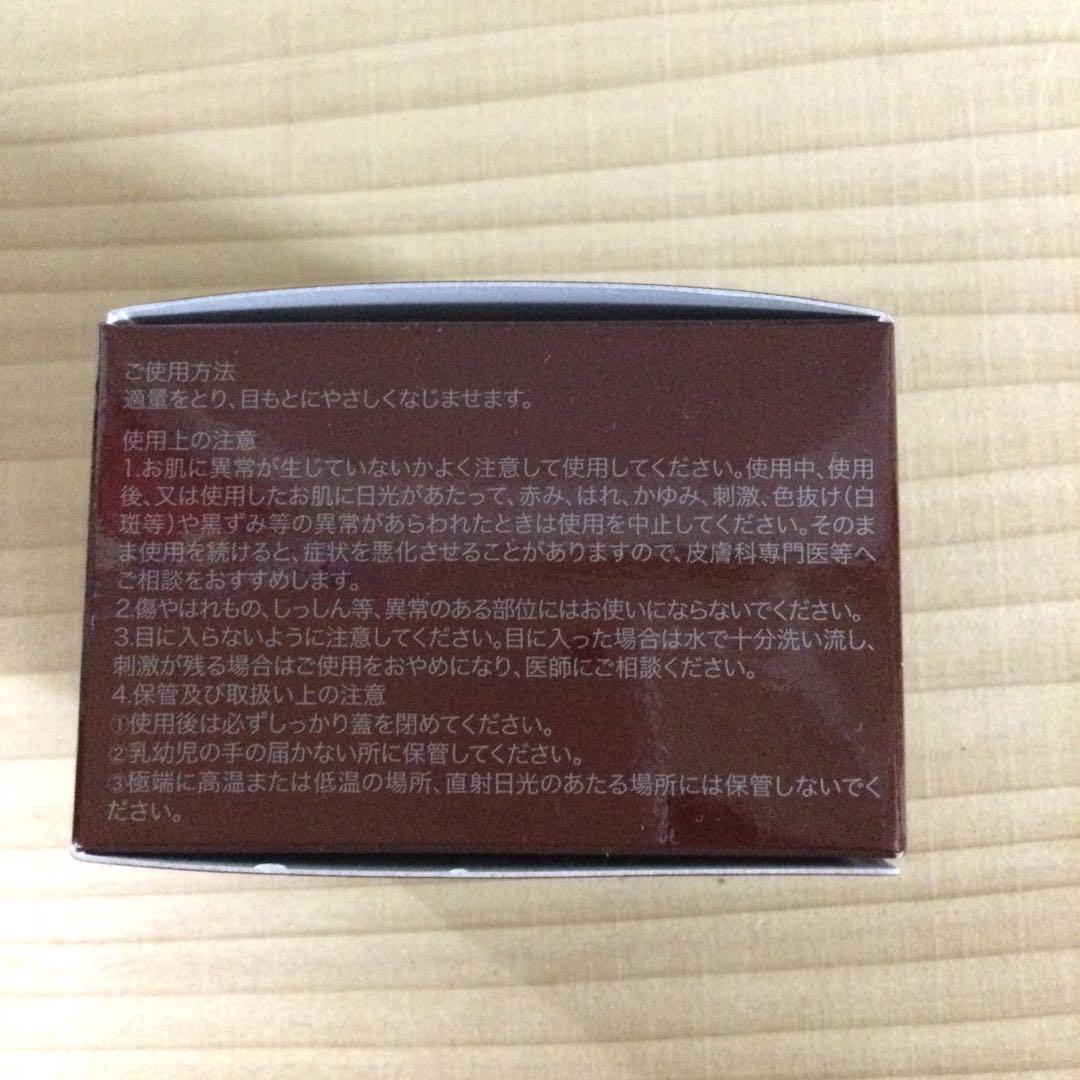 ご使用方法
適量をとり、目もとにやさしくなじませます。
使用上の注意
1.お肌に異常が生じていないかよく注意して使用してください。使用中、使用
後、又は使用したお肌に日光があたって、赤み、はれ、かゆみ、刺激、色抜け(白
斑等)や黒ずみ等の異常があらわれたときは使用を中止してください。そのま
ま使用を続けると、症状を悪化させることがありますので、皮膚科専門医等へ
ご相談をおすすめします。
2.傷やはれもの、しっしん等、異常のある部位にはお使いにならないでください。
3.目に入らないように注意してください。目に入った場合は水で十分洗い流し、
刺激が残る場合はご使用をおやめになり、医師にご相談ください。
4.保管及び取扱い上の注意
①使用後は必ずしっかり蓋を閉めてください。
②乳幼児の手の届かない所に保管してください。
③極端に高温または低温の場所、直射日光のあたる場所には保管しないでく
ださい。